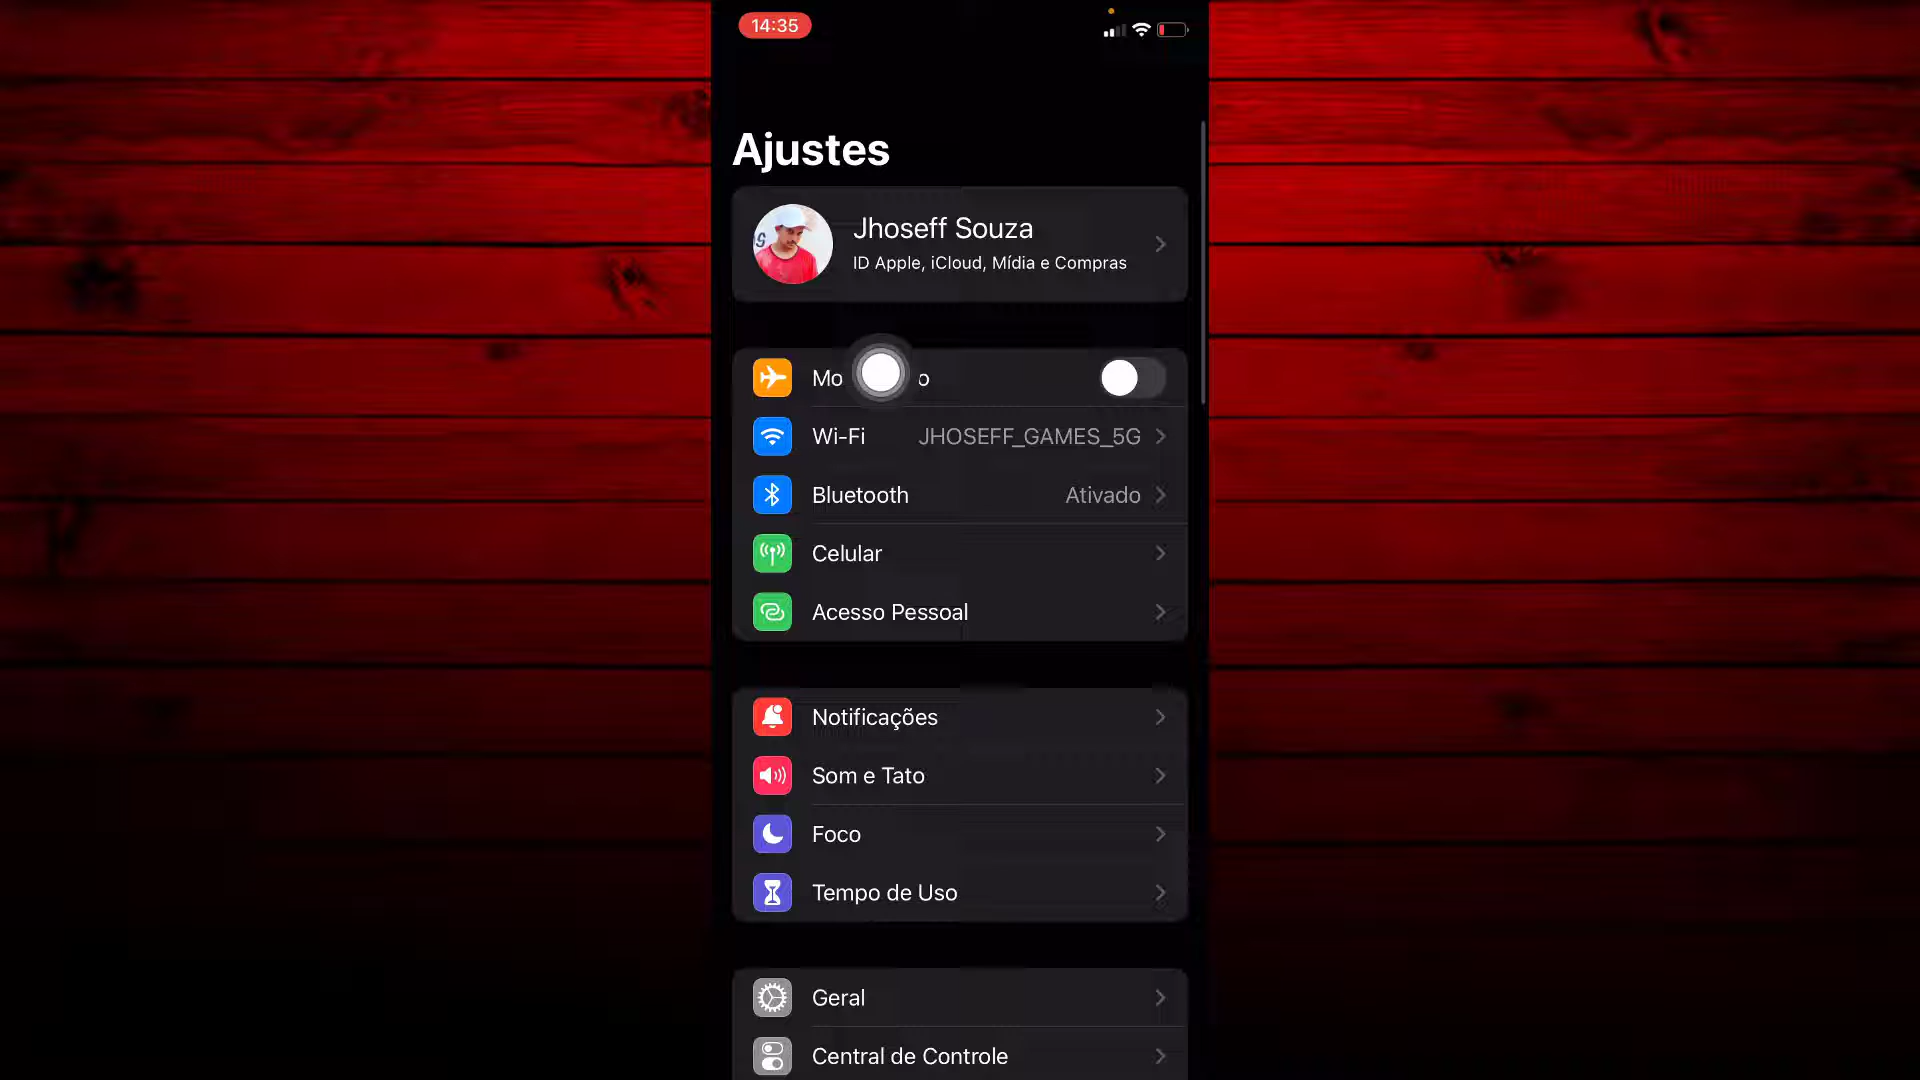 14:35
Ajustes
Jhoseff Souza
ID Apple, iCloud, Mídia e Compras
Wi-Fi JHOSEFF_GAMES_5G
Bluetooth Ativado
Celular
Acesso Pessoal
Notificações
Som e Tato
Foco
Tempo de Uso
Geral
Central de Controle